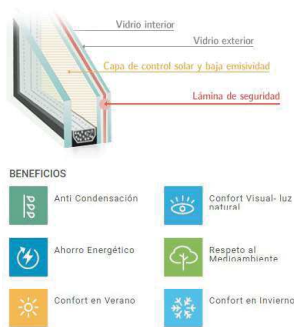 Vidrio interior
Vidrio exterior
Capa de control solar y baja emisividad
Lámina de seguridad
BENEFICIOS
Anti Condensación
Confort Visual- luz
natural
Ahorro Energético
Respeto al
Medioambiente
Confort en Verano
Confort en Invierno